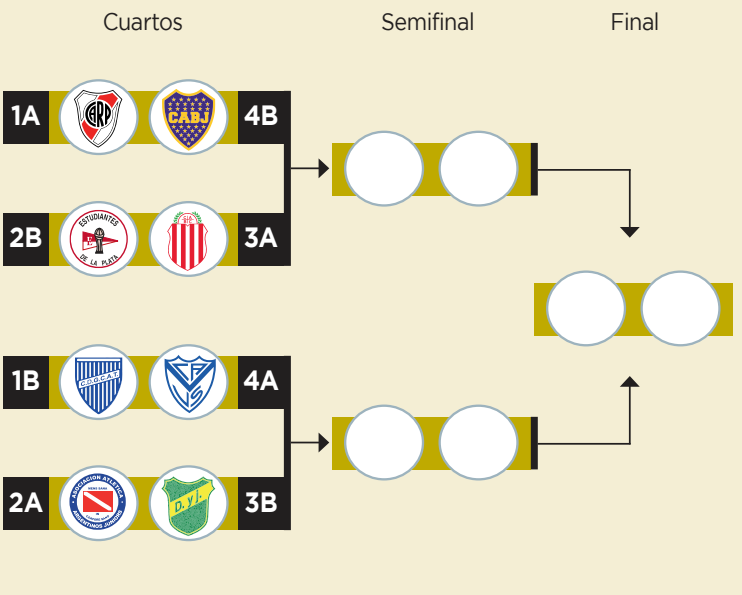 Cuartos Semifinal Final
1A CARP CABJ 4B
ESTUDIANTES
DE LA PLATA
2B 3A
1B C.D.G.C.A.T. 4A
ASOCIACION ATLETICA
ARGENTINOS JUNIORS
2A D. y J. 3B